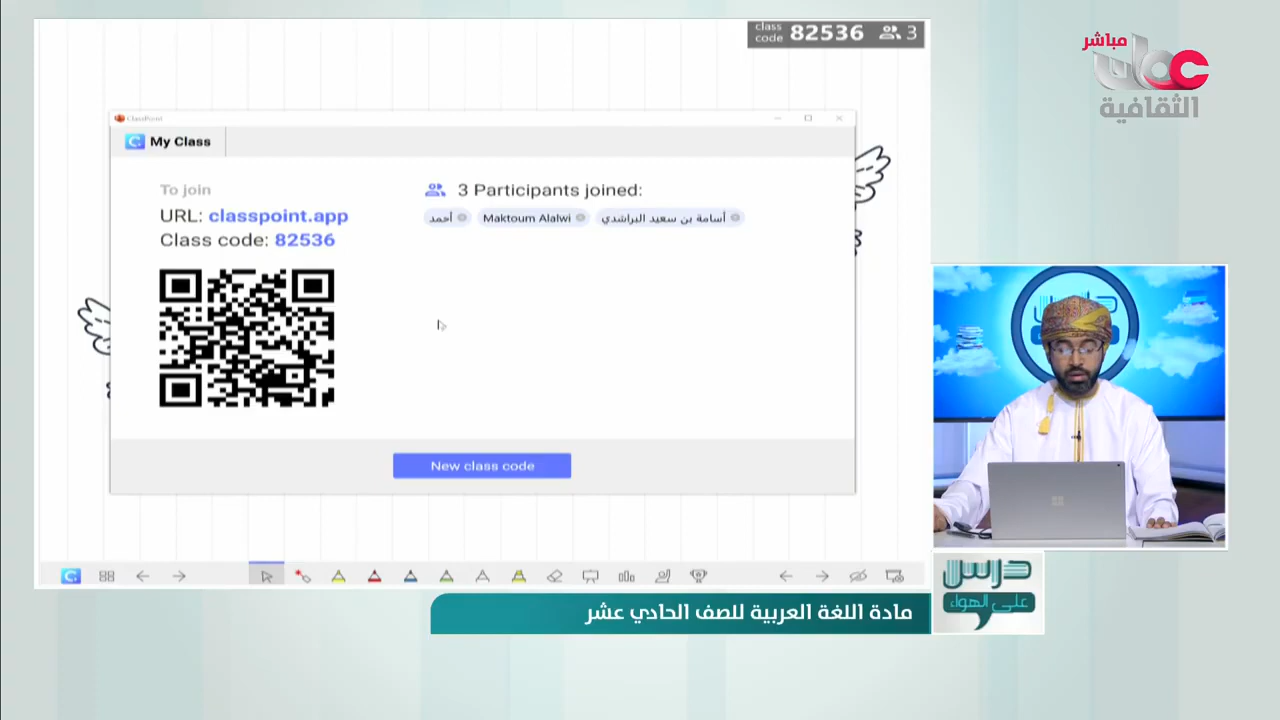 class code 82536 3
مباشر
عمان
الثقافية
ClassPoint
My Class
To join
URL: classpoint.app
Class code: 82536
3 Participants joined:
أحمد
Maktoum Alalwi
أسامة بن سعيد البراشدي
New class code
درس
على الهواء
مادة اللغة العربية للصف الحادي عشر